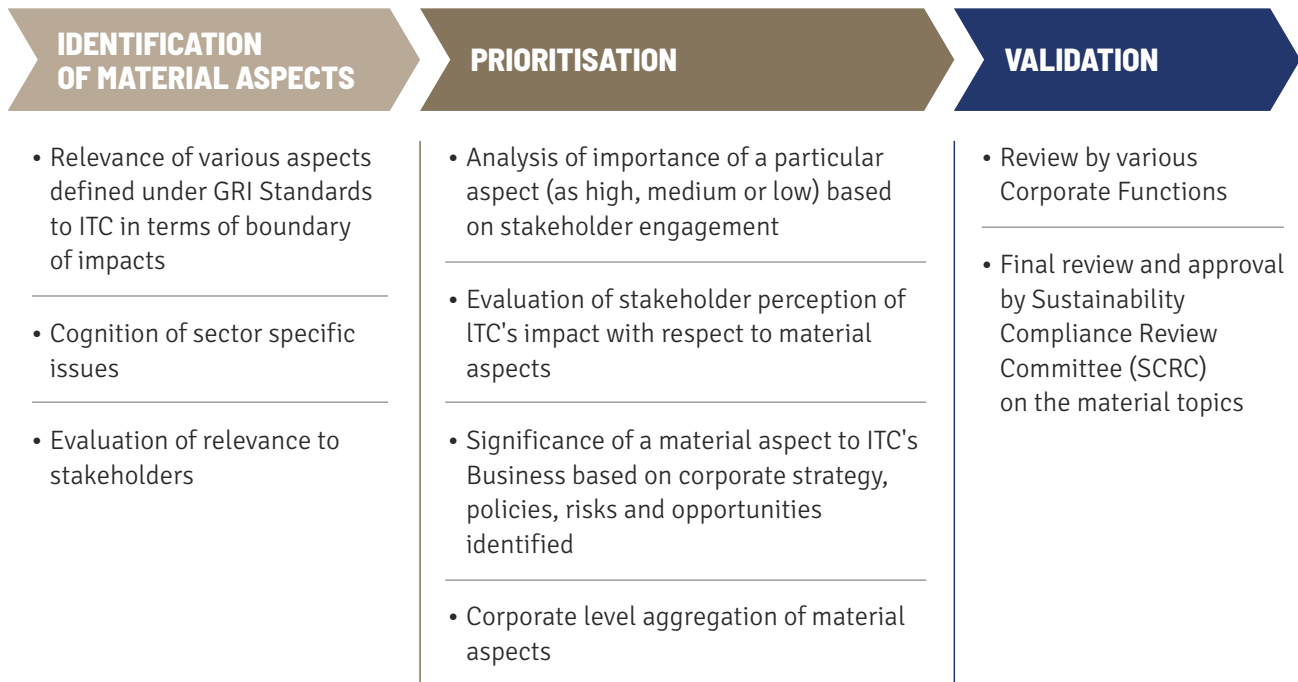 IDENTIFICATION
OF MATERIAL ASPECTS
• Relevance of various aspects
defined under GRI Standards
to ITC in terms of boundary
of impacts
• Cognition of sector specific
issues
• Evaluation of relevance to
stakeholders
PRIORITISATION
• Analysis of importance of a particular
aspect (as high, medium or low) based
on stakeholder engagement
• Evaluation of stakeholder perception of
ITC's impact with respect to material
aspects
• Significance of a material aspect to ITC's
Business based on corporate strategy,
policies, risks and opportunities
identified
• Corporate level aggregation of material
aspects
VALIDATION
• Review by various
Corporate Functions
• Final review and approval
by Sustainability
Compliance Review
Committee (SCRC)
on the material topics